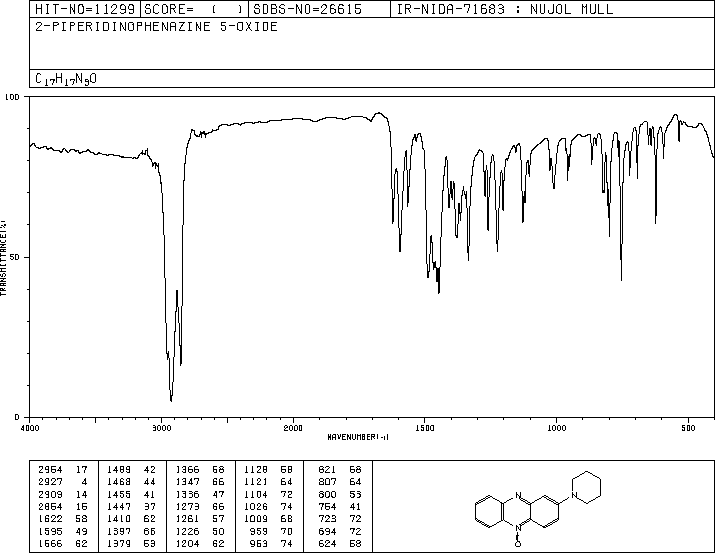 HIT-NO=11299 SCORE= ( ) SDBS-NO=26615 IR-NIDA-71683 : NUJOL MULL
2-PIPERIDINOPHENAZINE 5-OXIDE
C17H17N3O
100
TRANSMITTANCE(%)
50
0
4000 3000 2000 1500 1000 500
WAVENUMBER(-1)
2954 17 1489 42 1366 68 1128 58 821 68
2927 4 1468 44 1347 66 1121 64 807 64
2909 14 1455 41 1336 47 1104 72 800 53
2854 16 1447 37 1273 66 1026 74 754 41
1622 58 1410 62 1261 57 1009 68 723 72
1595 49 1397 66 1226 50 959 70 694 72
1566 62 1379 53 1204 62 953 74 624 58
N
N
N
O